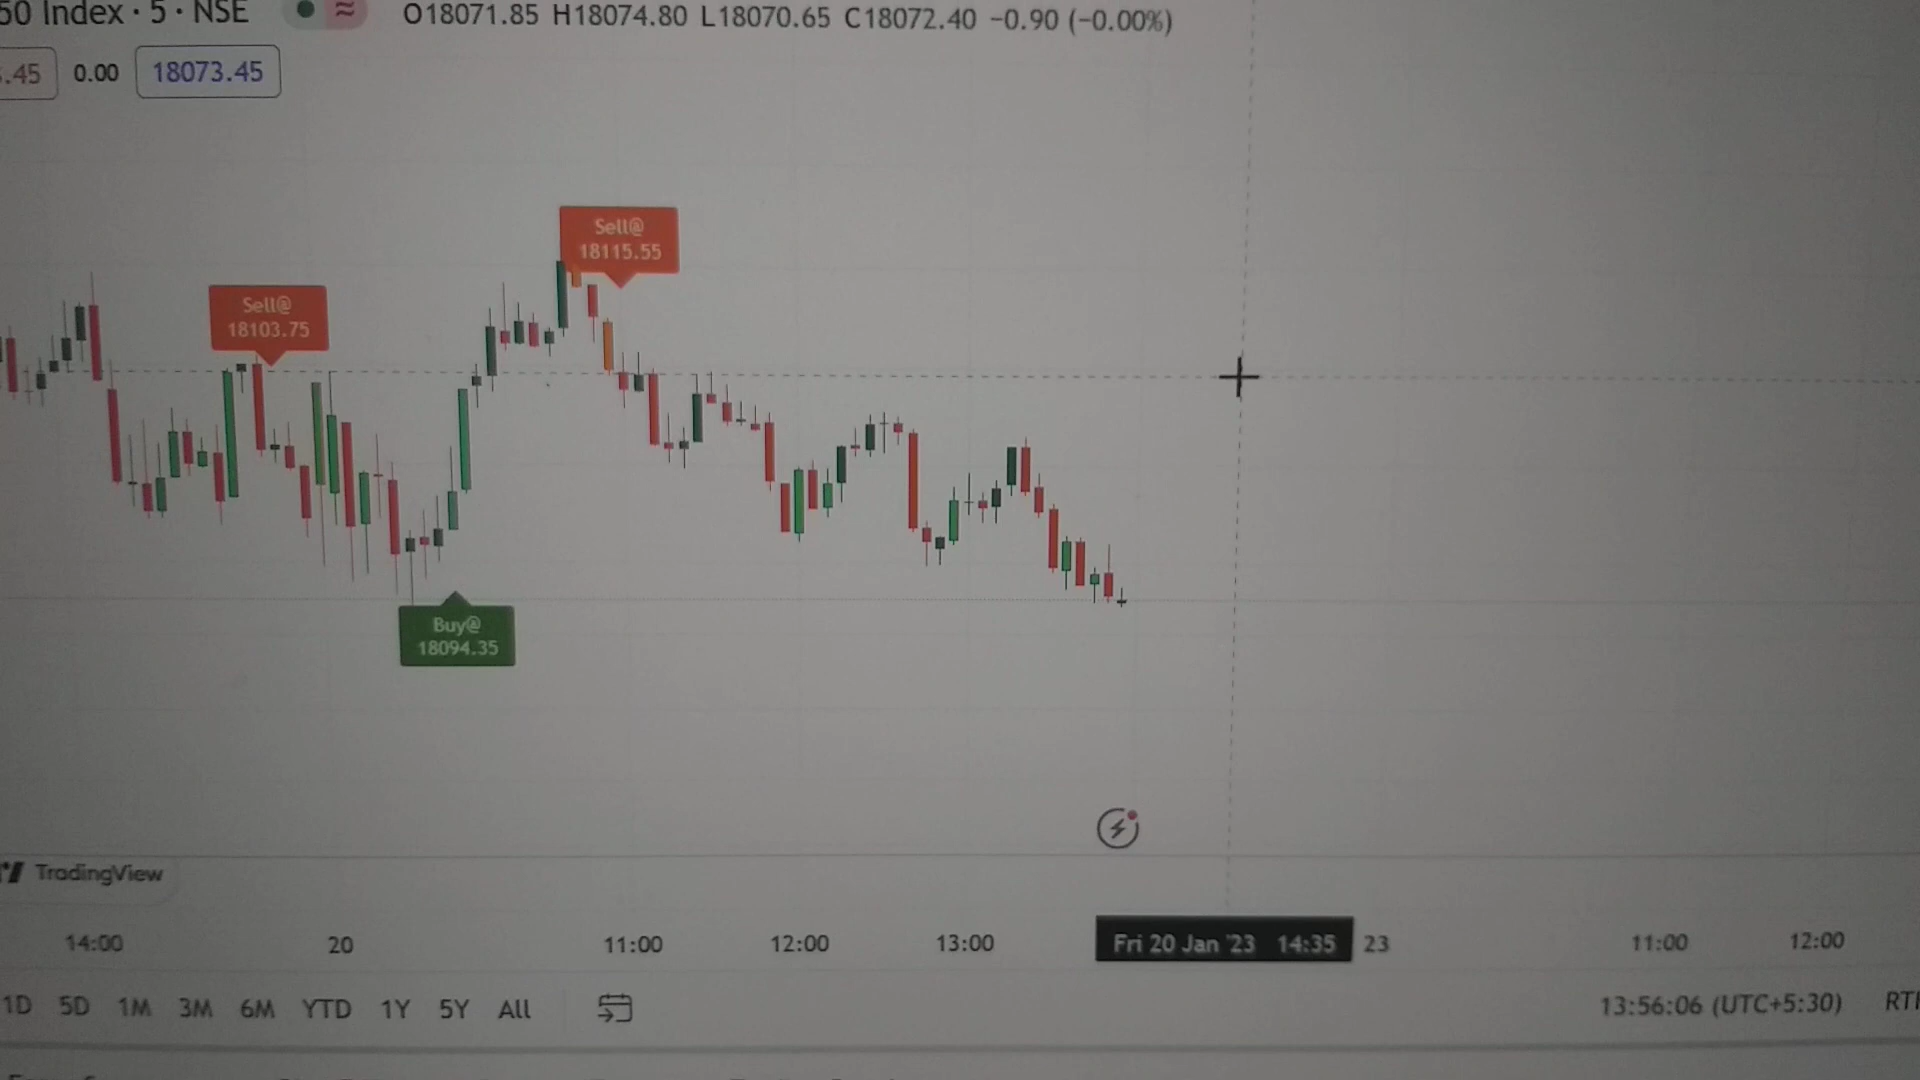 50 Index · 5 · NSE
O18071.85 H18074.80 L18070.65 C18072.40 −0.90 (−0.00%)
.45 0.00 18073.45
Sell@
18115.55
Sell@
18103.75
Buy@
18094.35
TradingView
14:00 20 11:00 12:00 13:00 Fri 20 Jan '23 14:35 23 11:00 12:00
1D 5D 1M 3M 6M YTD 1Y 5Y All 13:56:06 (UTC+5:30)